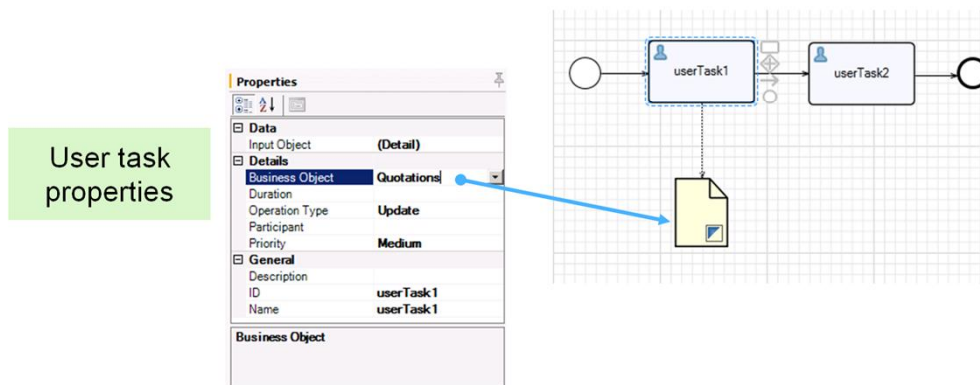 User task
properties
Properties
Data
Input Object (Detail)
Details
Business Object Quotations
Duration
Operation Type Update
Participant
Priority Medium
General
Description
ID userTask1
Name userTask1
Business Object
userTask1
userTask2